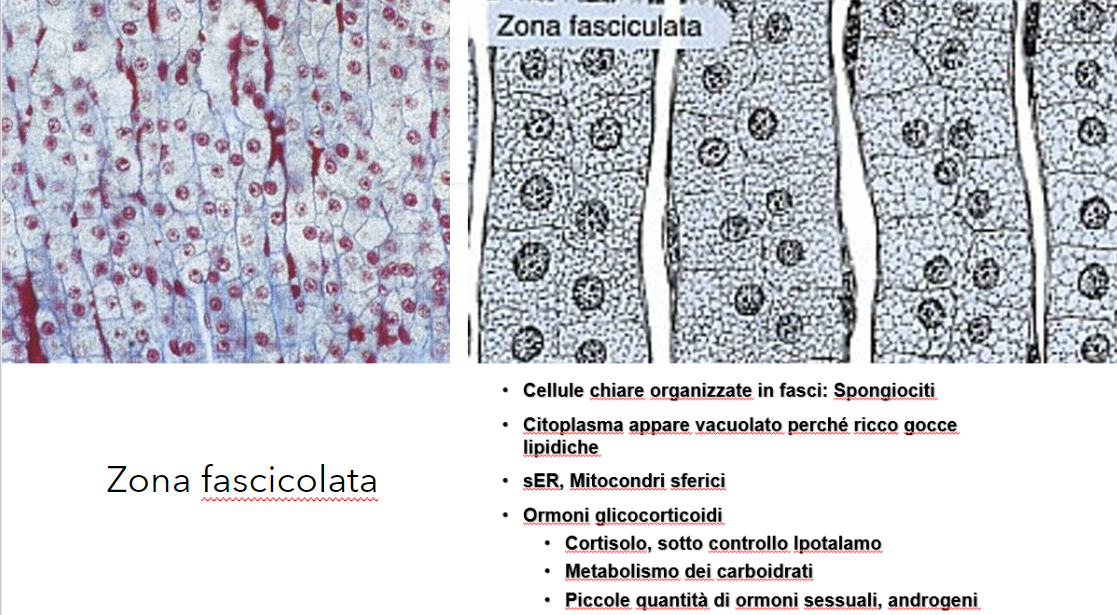 Zona fasciculata
Zona fascicolata
• Cellule chiare organizzate in fasci: Spongiociti
• Citoplasma appare vacuolato perché ricco gocce
lipidiche
• sER, Mitocondri sferici
• Ormoni glicocorticoidi
• Cortisolo, sotto controllo Ipotalamo
• Metabolismo dei carboidrati
• Piccole quantità di ormoni sessuali, androgeni